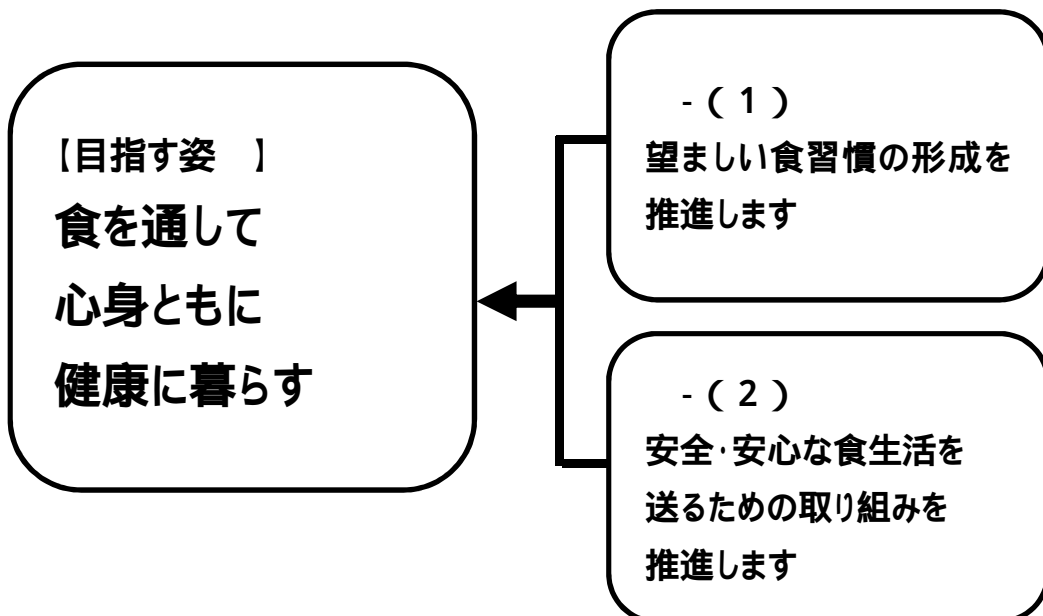 【目指す姿　】
食を通して
心身ともに
健康に暮らす
-（1）
望ましい食習慣の形成を
推進します
-（2）
安全・安心な食生活を
送るための取り組みを
推進します